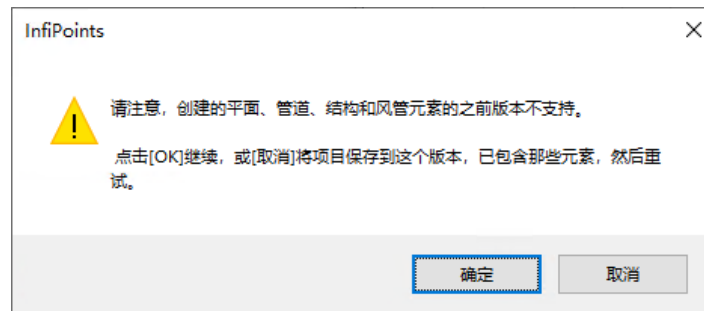 InfiPoints
请注意，创建的平面、管道、结构和风管元素的之前版本不支持。
点击[OK]继续，或[取消]将项目保存到这个版本，已包含那些元素，然后重
试。
确定
取消